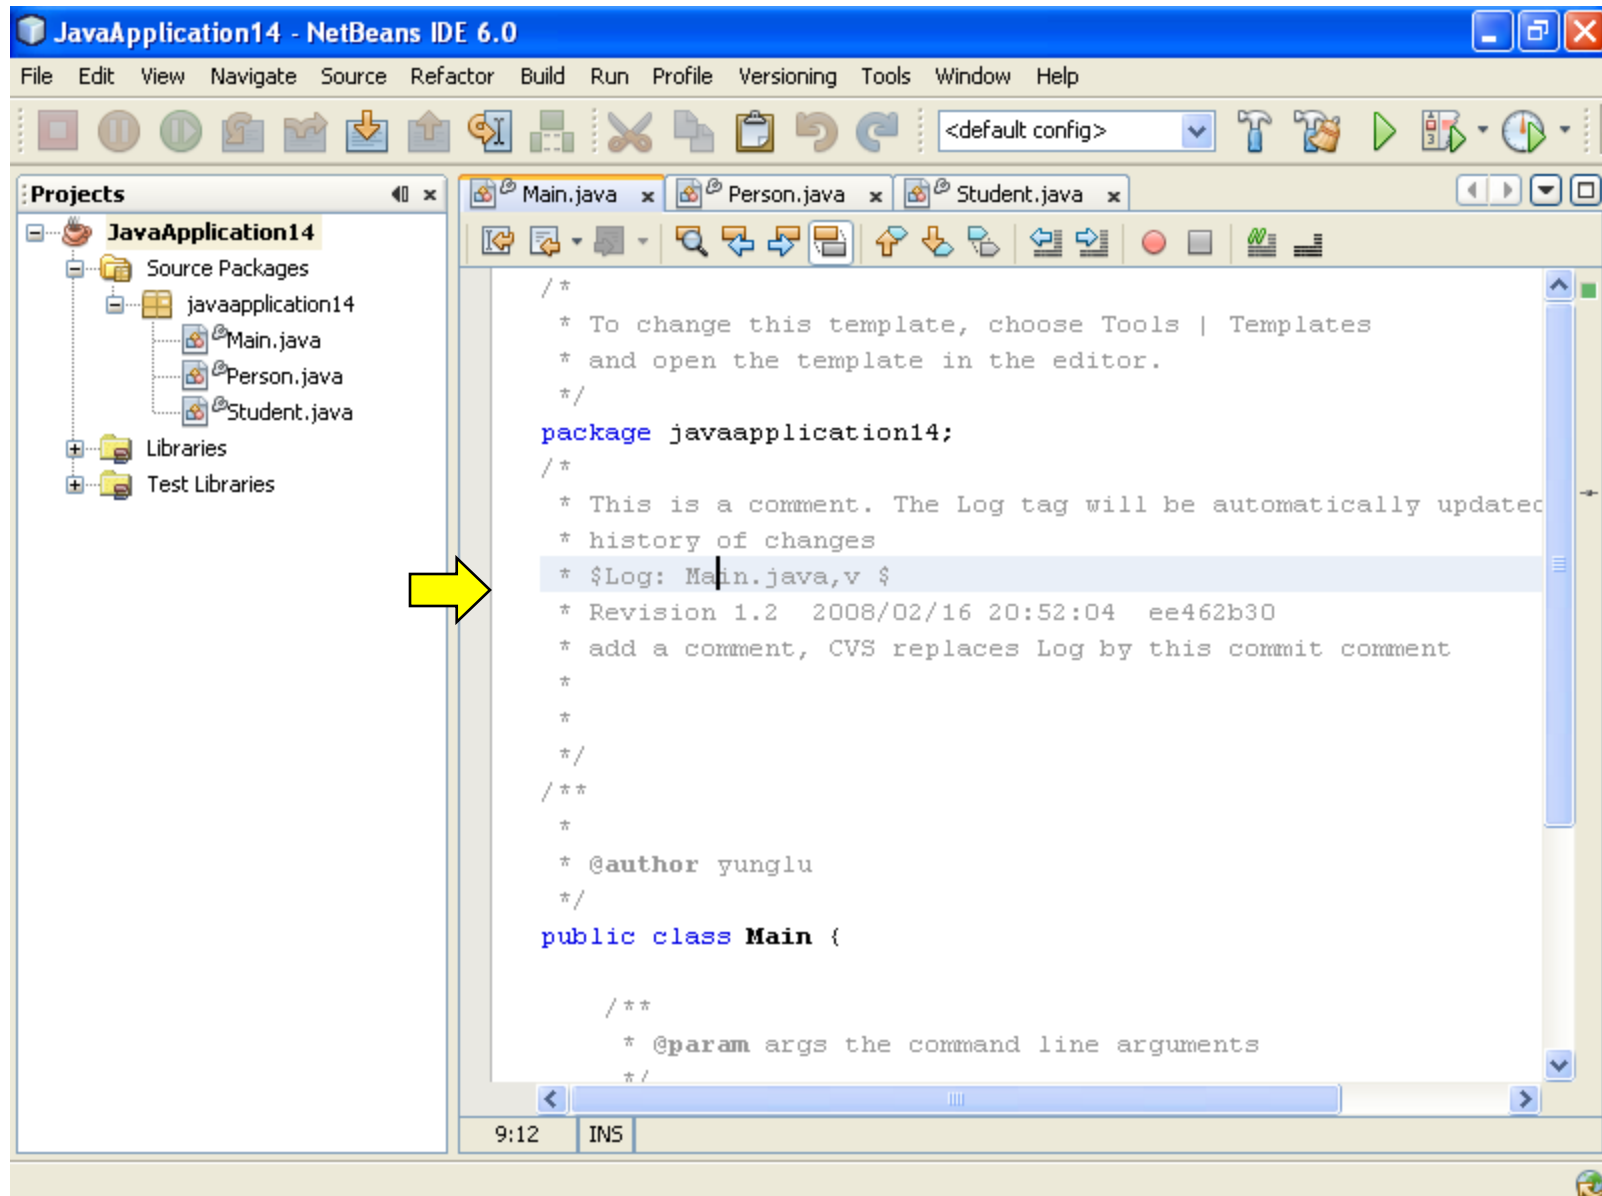 JavaApplication14 - NetBeans IDE 6.0
File Edit View Navigate Source Refactor Build Run Profile Versioning Tools Window Help
<default config>
Projects
JavaApplication14
Source Packages
javaapplication14
Main.java
Person.java
Student.java
Libraries
Test Libraries
Main.java Person.java Student.java
/*
* To change this template, choose Tools | Templates
* and open the template in the editor.
*/
package javaapplication14;
/*
* This is a comment. The Log tag will be automatically updated
* history of changes
* $Log: Main.java,v $
* Revision 1.2 2008/02/16 20:52:04 ee462b30
* add a comment, CVS replaces Log by this commit comment
*
*
*/
/**
*
* @author yunglu
*/
public class Main {
/**
* @param args the command line arguments
*/
9:12 INS